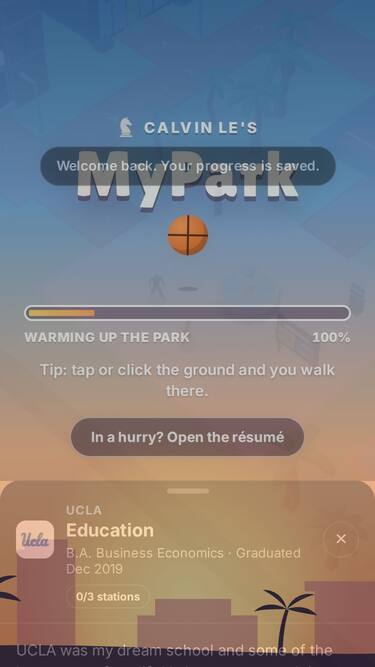 CALVIN LE'S
Welcome back. Your progress is saved.
MyPark
WARMING UP THE PARK 100%
Tip: tap or click the ground and you walk
there.
In a hurry? Open the résumé
UCLA
Ucla
Education
B.A. Business Economics · Graduated
Dec 2019
✕
0/3 stations
UCLA was my dream school and some of the